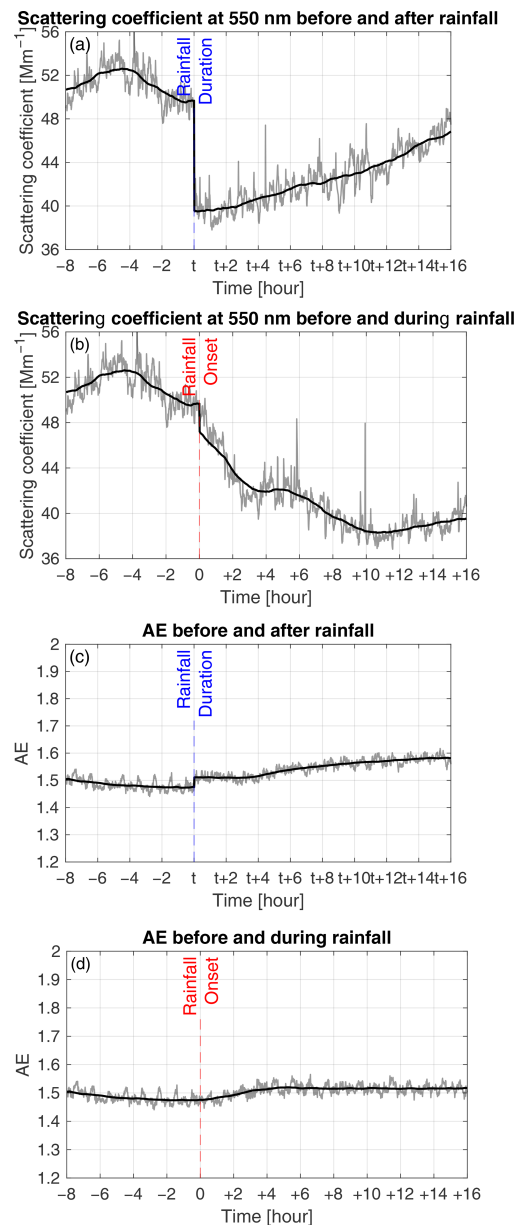 Scattering coefficient at 550 nm before and after rainfall
(a)
Rainfall
Duration
Scattering coefficient [Mm⁻¹]
56
52
48
44
40
36
−8 −6 −4 −2 t t+2 t+4 t+6 t+8 t+10 t+12 t+14 t+16
Time [hour]
Scattering coefficient at 550 nm before and during rainfall
(b)
Rainfall
Onset
Scattering coefficient [Mm⁻¹]
56
52
48
44
40
36
−8 −6 −4 −2 0 +2 +4 +6 +8 +10 +12 +14 +16
Time [hour]
AE before and after rainfall
(c)
Rainfall
Duration
AE
2
1.9
1.8
1.7
1.6
1.5
1.4
1.3
1.2
−8 −6 −4 −2 t t+2 t+4 t+6 t+8 t+10 t+12 t+14 t+16
Time [hour]
AE before and during rainfall
(d)
Rainfall
Onset
AE
2
1.9
1.8
1.7
1.6
1.5
1.4
1.3
1.2
−8 −6 −4 −2 0 +2 +4 +6 +8 +10 +12 +14 +16
Time [hour]